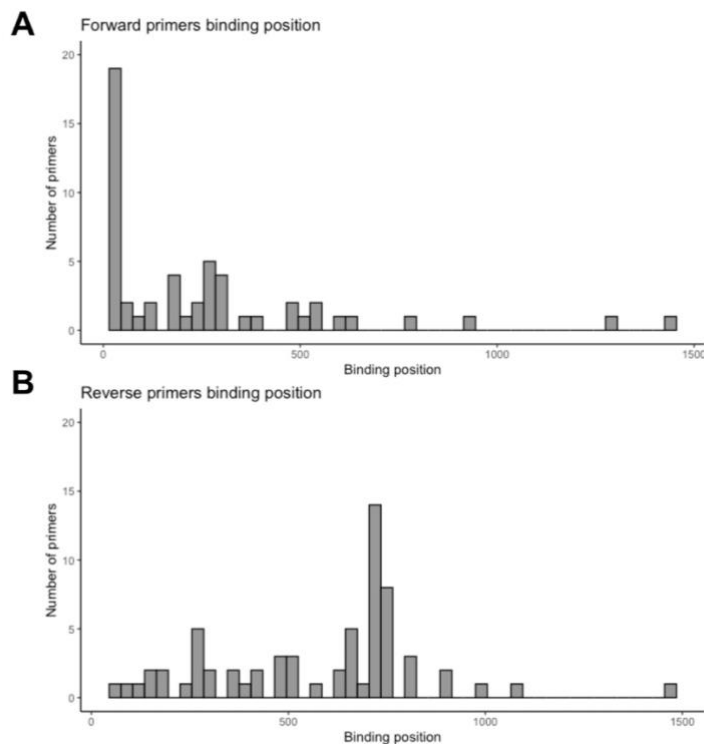 A
Forward primers binding position
20
15
10
5
0
Number of primers
0 500 1000 1500
Binding position
B
Reverse primers binding position
20
15
10
5
0
Number of primers
0 500 1000 1500
Binding position